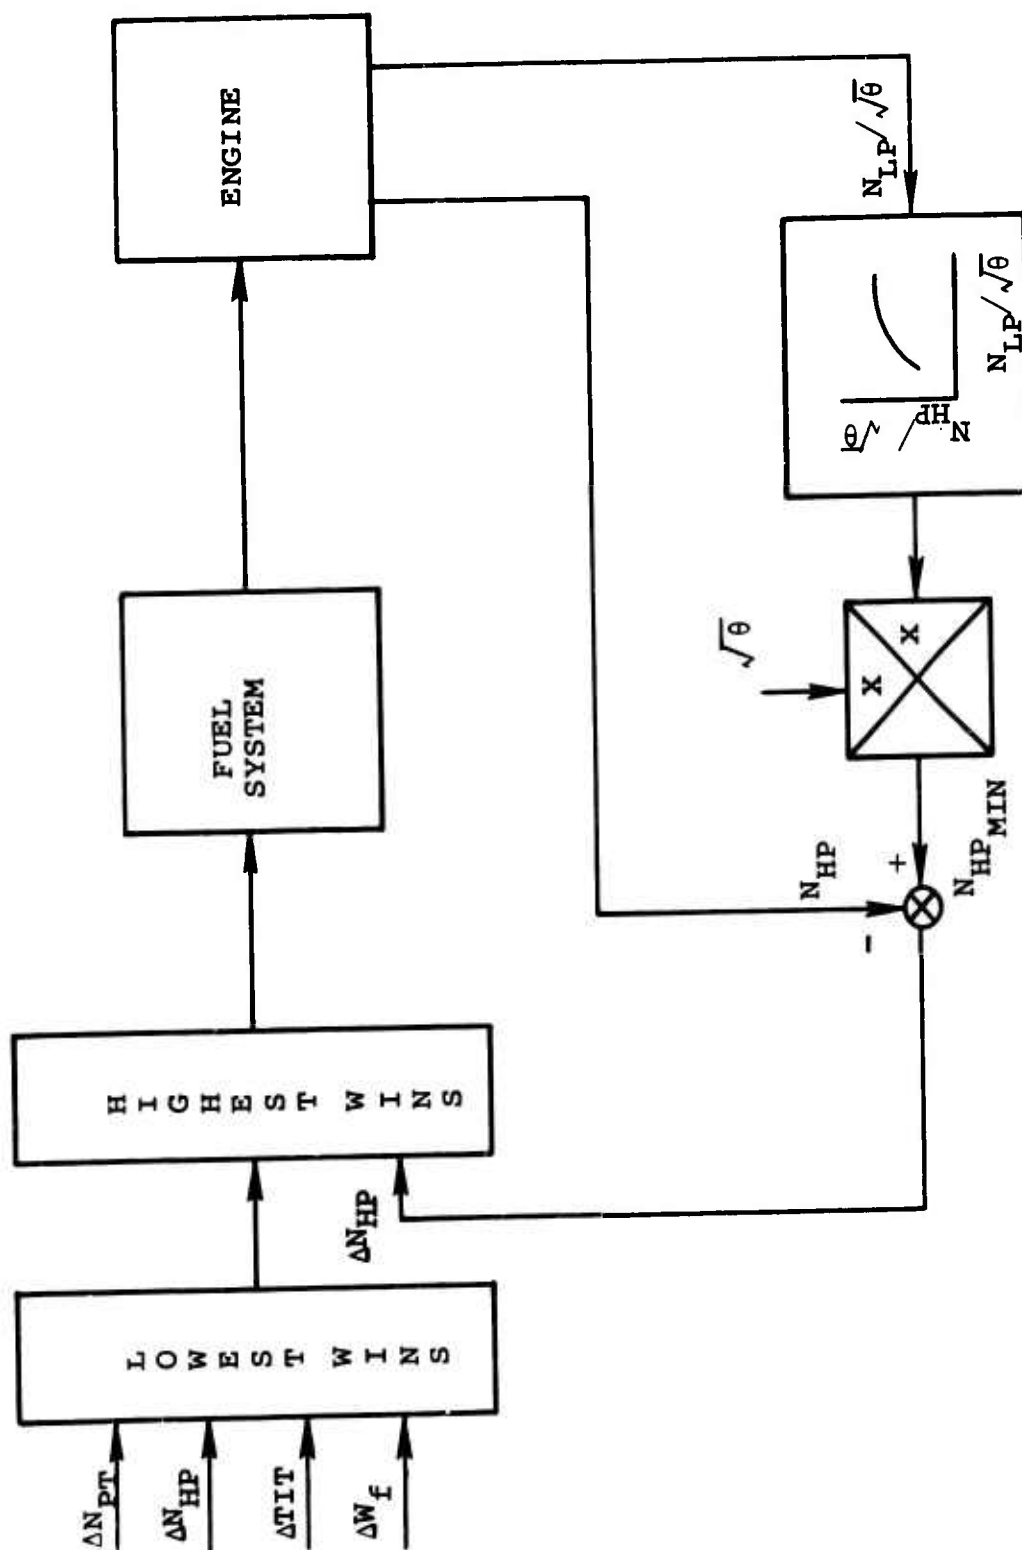 ΔN_PT
ΔN_HP
ΔTIT
ΔW_f
LOWEST WINS
ΔN_HP
HIGHEST WINS
FUEL
SYSTEM
ENGINE
N_HP
-
+
N_HP_MIN
√θ
X
X
N_HP/√θ
N_LP/√θ
N_LP/√θ